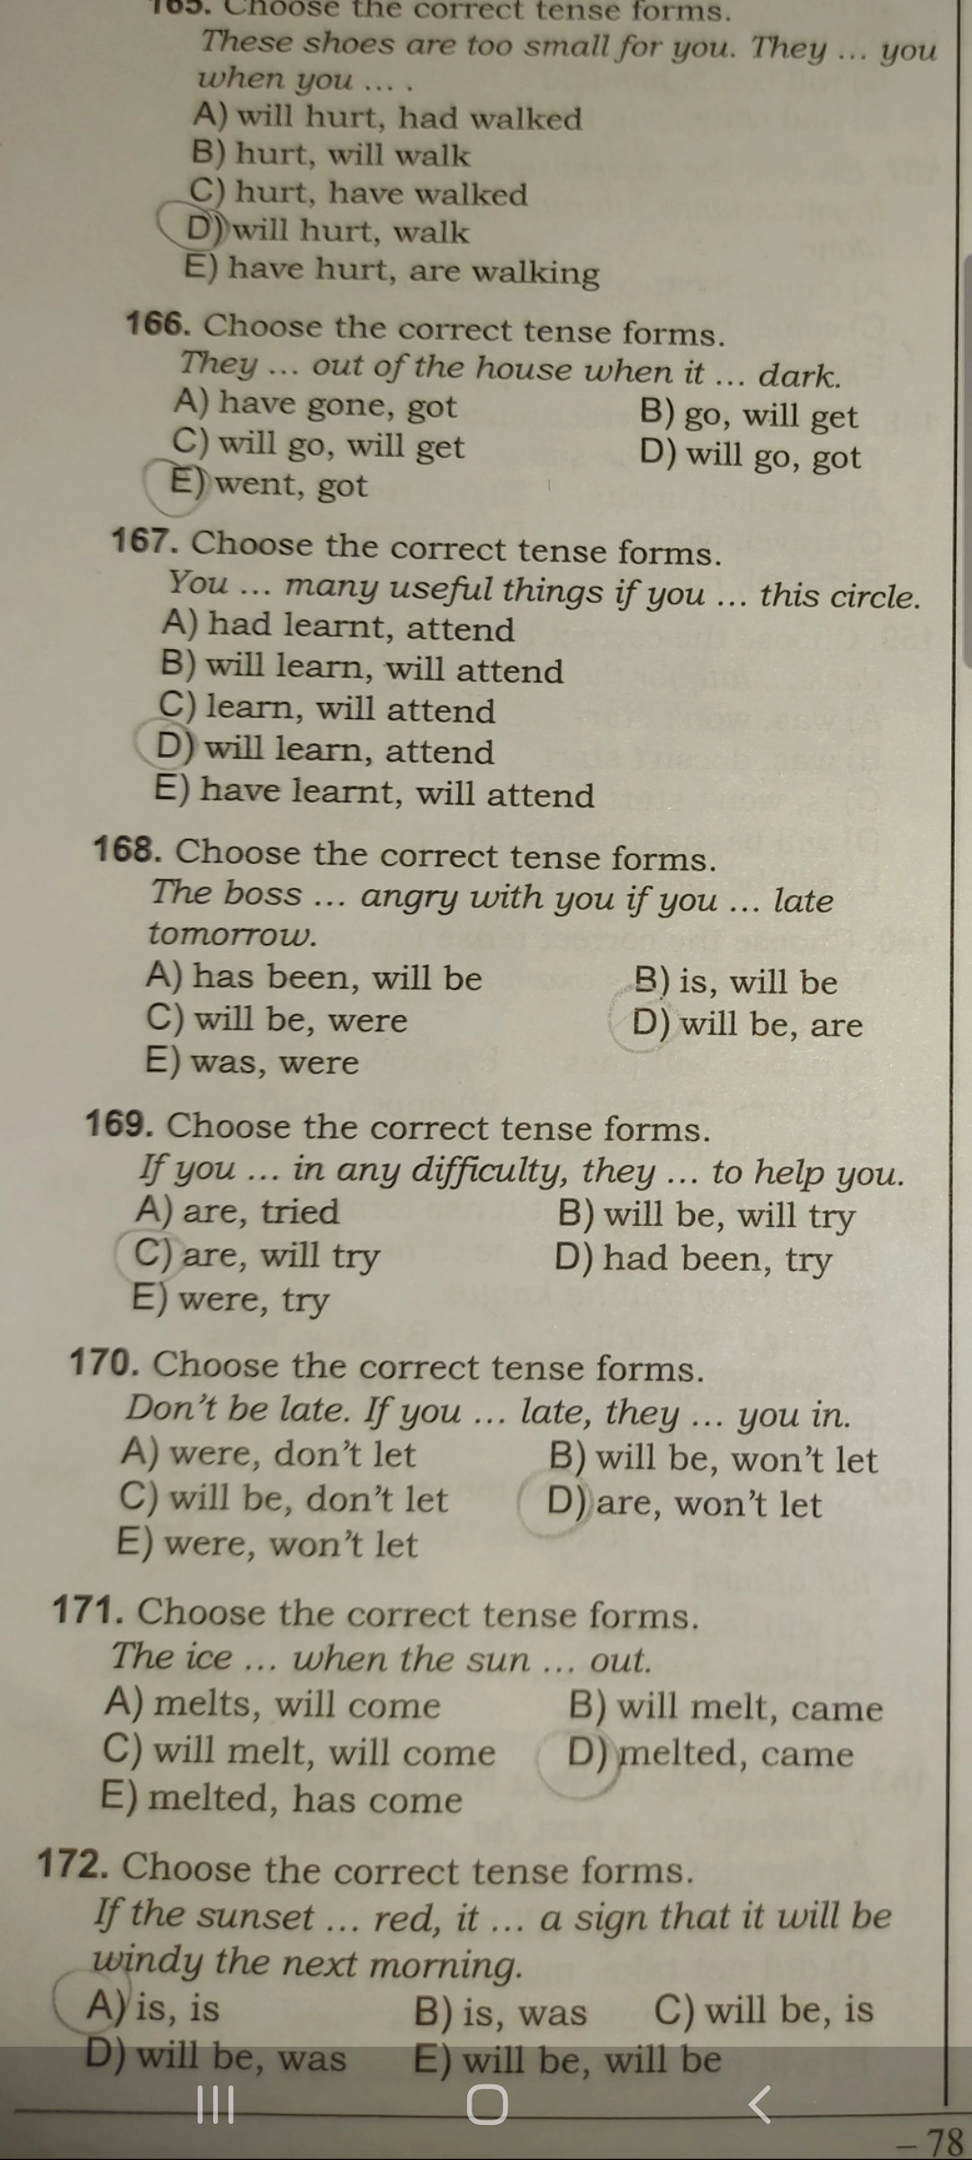 165. Choose the correct tense forms.
These shoes are too small for you. They ... you
when you ... .
A) will hurt, had walked
B) hurt, will walk
C) hurt, have walked
D) will hurt, walk
E) have hurt, are walking
166. Choose the correct tense forms.
They ... out of the house when it ... dark.
A) have gone, got B) go, will get
C) will go, will get D) will go, got
E) went, got
167. Choose the correct tense forms.
You ... many useful things if you ... this circle.
A) had learnt, attend
B) will learn, will attend
C) learn, will attend
D) will learn, attend
E) have learnt, will attend
168. Choose the correct tense forms.
The boss ... angry with you if you ... late
tomorrow.
A) has been, will be B) is, will be
C) will be, were D) will be, are
E) was, were
169. Choose the correct tense forms.
If you ... in any difficulty, they ... to help you.
A) are, tried B) will be, will try
C) are, will try D) had been, try
E) were, try
170. Choose the correct tense forms.
Don't be late. If you ... late, they ... you in.
A) were, don't let B) will be, won't let
C) will be, don't let D) are, won't let
E) were, won't let
171. Choose the correct tense forms.
The ice ... when the sun ... out.
A) melts, will come B) will melt, came
C) will melt, will come D) melted, came
E) melted, has come
172. Choose the correct tense forms.
If the sunset ... red, it ... a sign that it will be
windy the next morning.
A) is, is B) is, was C) will be, is
D) will be, was E) will be, will be
– 78